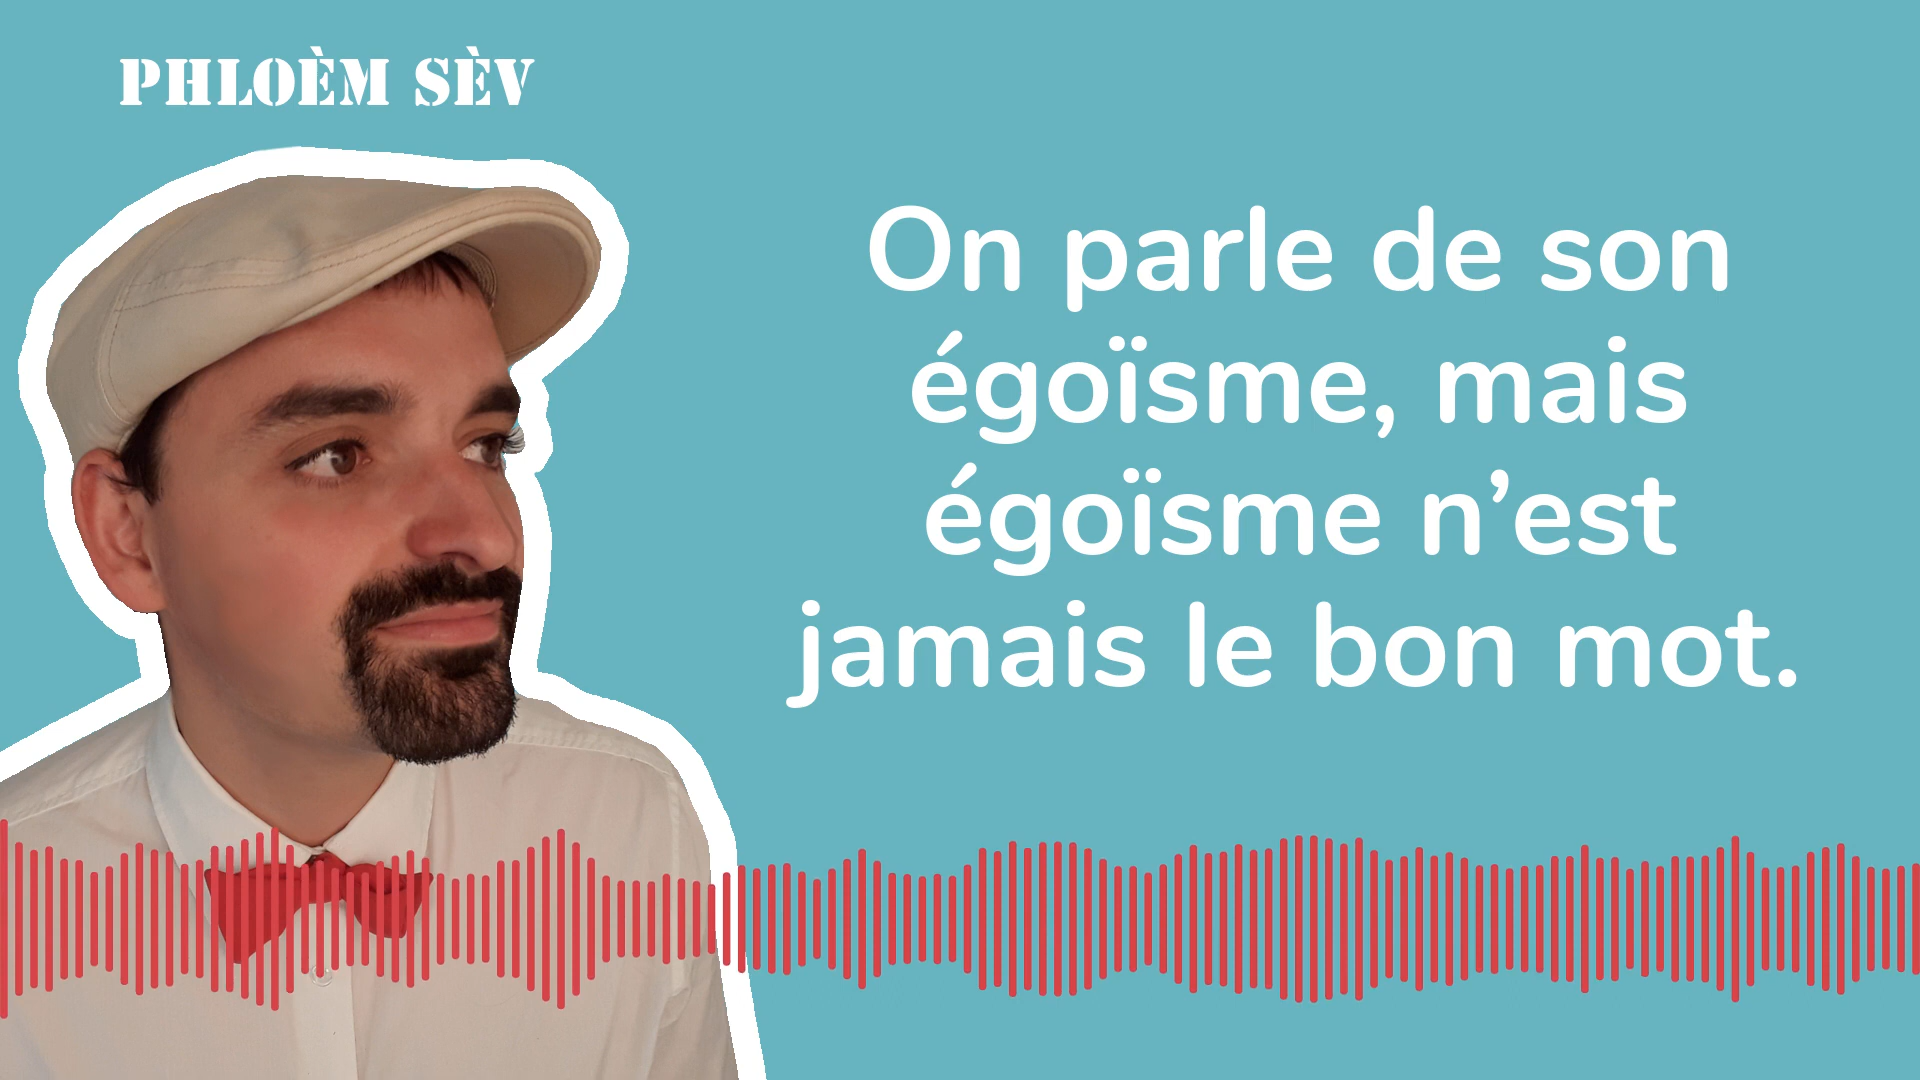 PHLOÈM SÈV
On parle de son
égoïsme, mais
égoïsme n’est
jamais le bon mot.